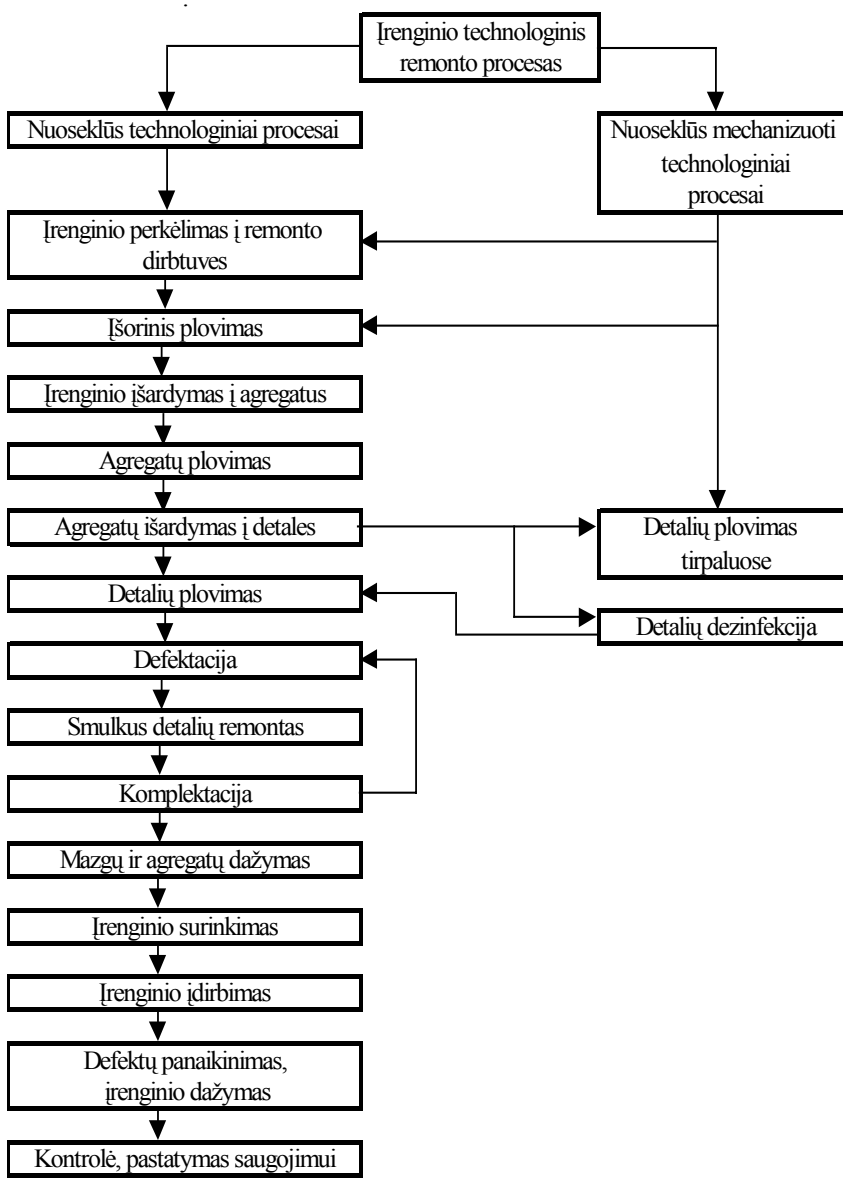 Įrenginio technologinis
remonto procesas
Nuoseklūs technologiniai procesai
Nuoseklūs mechanizuoti
technologiniai
procesai
Įrenginio perkėlimas į remonto
dirbtuves
Įšorinis plovimas
Įrenginio išardymas į agregatus
Agregatų plovimas
Agregatų išardymas į detales
Detalių plovimas
tirpaluose
Detalių plovimas
Detalių dezinfekcija
Defektacija
Smulkus detalių remontas
Komplektacija
Mazgų ir agregatų dažymas
Įrenginio surinkimas
Įrenginio įdirbimas
Defektų panaikinimas,
įrenginio dažymas
Kontrolė, pastatymas saugojimui